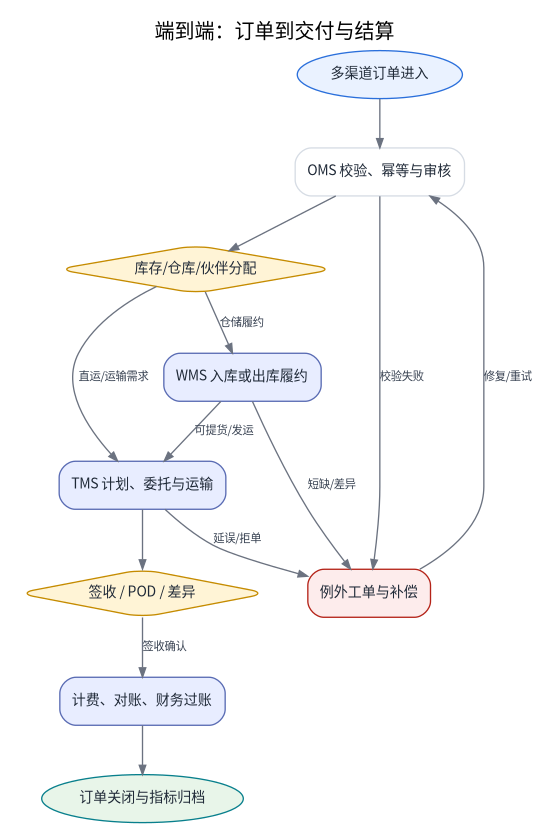 端到端：订单到交付与结算
多渠道订单进入
OMS 校验、幂等与审核
库存/仓库/伙伴分配
仓储履约
直运/运输需求
WMS 入库或出库履约
校验失败
修复/重试
可提货/发运
TMS 计划、委托与运输
短缺/差异
延误/拒单
签收 / POD / 差异
例外工单与补偿
签收确认
计费、对账、财务过账
订单关闭与指标归档